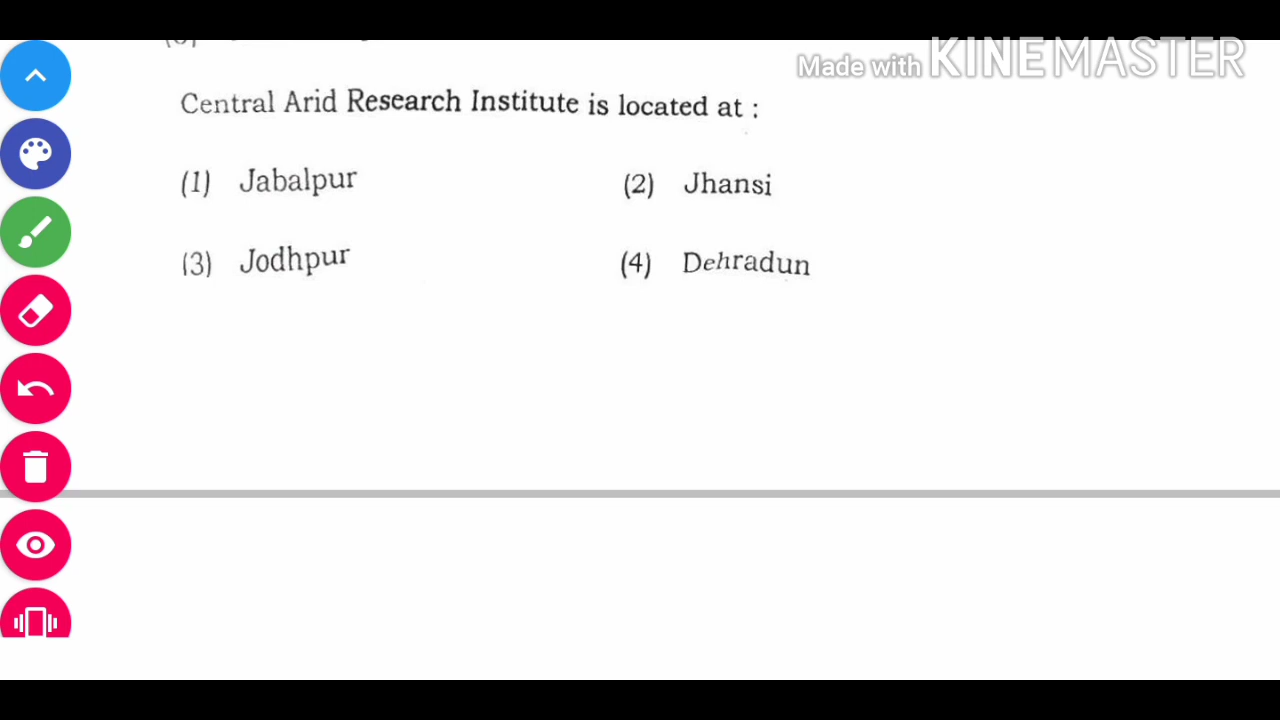 Made with KINEMASTER
Central Arid Research Institute is located at :
(1) Jabalpur (2) Jhansi
(3) Jodhpur (4) Dehradun